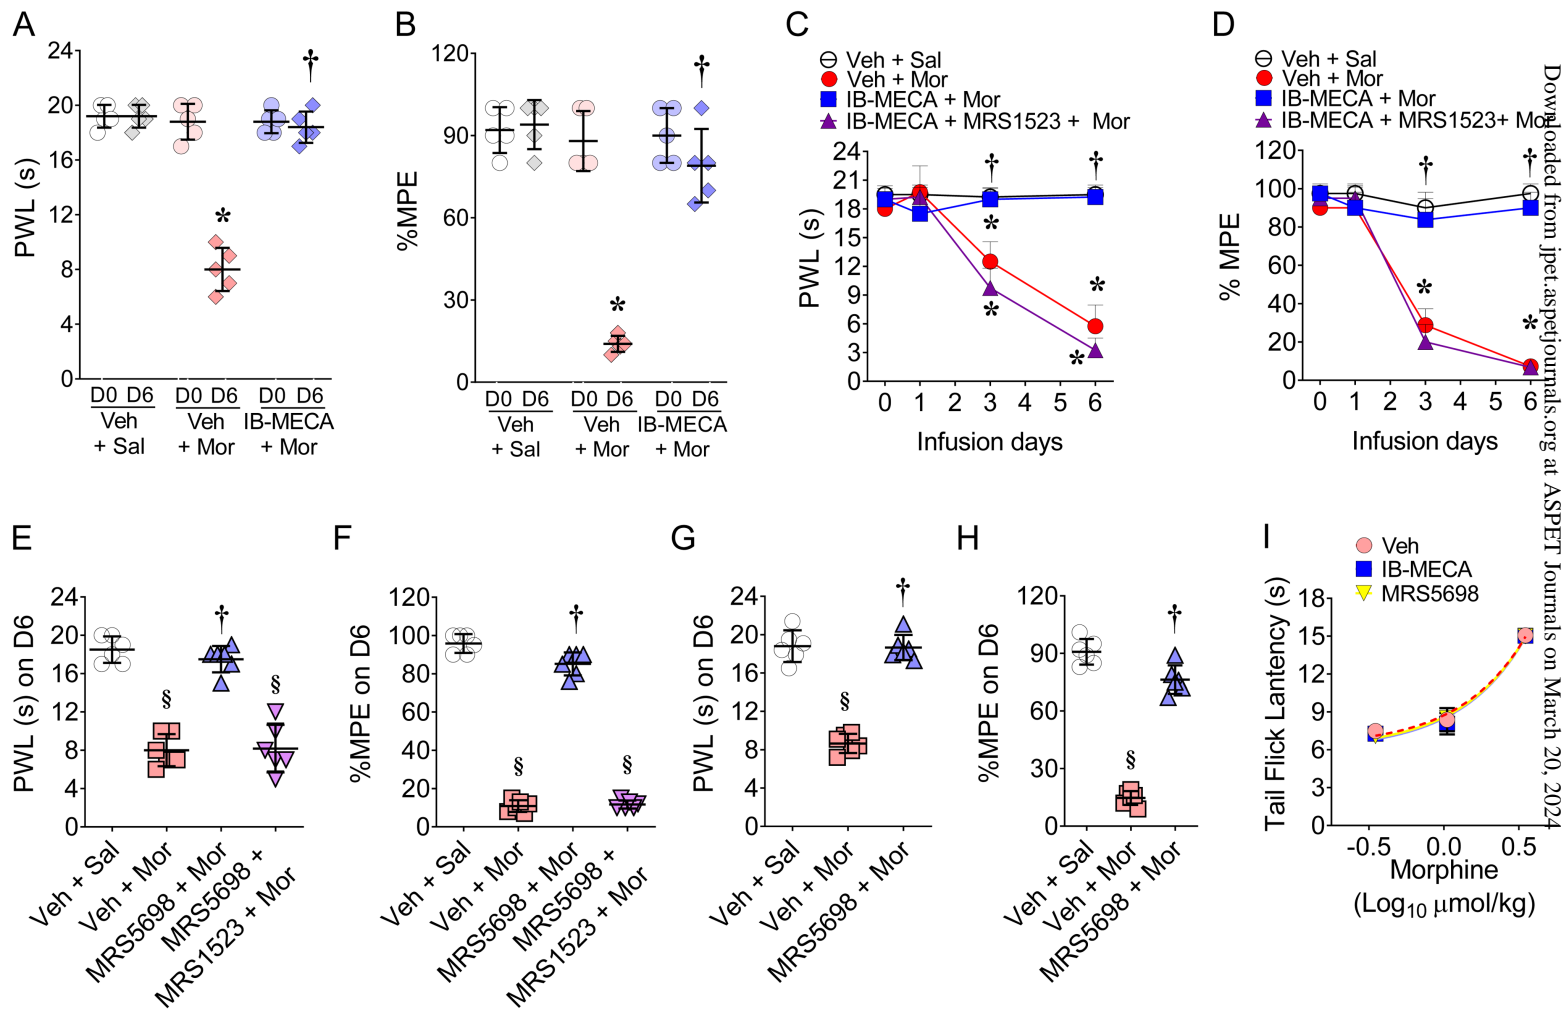 A
24
20
16
12
8
4
0
PWL (s)
†
*
D0 D6 D0 D6 D0 D6
Veh + Sal
Veh + Mor
IB-MECA + Mor
B
120
90
60
30
0
%MPE
†
*
D0 D6 D0 D6 D0 D6
Veh + Sal
Veh + Mor
IB-MECA + Mor
C
Veh + Sal
Veh + Mor
IB-MECA + Mor
IB-MECA + MRS1523 + Mor
24
21
18
15
12
9
6
3
0
PWL (s)
† †
*
*
*
*
0 1 2 3 4 5 6
Infusion days
D
Veh + Sal
Veh + Mor
IB-MECA + Mor
IB-MECA + MRS1523+ Mor
120
100
80
60
40
20
0
% MPE
† †
*
*
0 1 2 3 4 5 6
Infusion days
E
24
20
16
12
8
4
0
PWL (s) on D6
§ † §
Veh + Sal
Veh + Mor
MRS5698 + Mor
MRS5698 +
MRS1523 + Mor
F
120
100
80
60
40
20
0
%MPE on D6
§ † §
Veh + Sal
Veh + Mor
MRS5698 + Mor
MRS5698 +
MRS1523 + Mor
G
24
20
16
12
8
4
0
PWL (s) on D6
§ †
Veh + Sal
Veh + Mor
MRS5698 + Mor
H
120
90
60
30
0
%MPE on D6
§ †
Veh + Sal
Veh + Mor
MRS5698 + Mor
I
Veh
IB-MECA
MRS5698
18
15
12
9
6
3
0
Tail Flick Lantency (s)
-0.5 0.0 0.5
Morphine
(Log10 μmol/kg)
Downloaded from jpet.aspetjournals.org at ASPET Journals on March 20, 2024